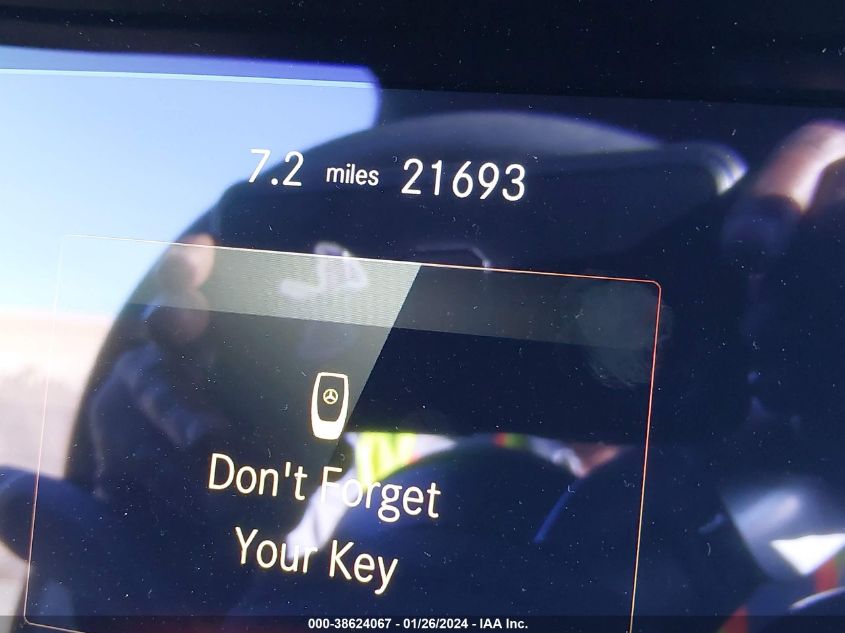 7.2 miles 21693
Don't Forget
Your Key
000-38624067 - 01/26/2024 - IAA Inc.